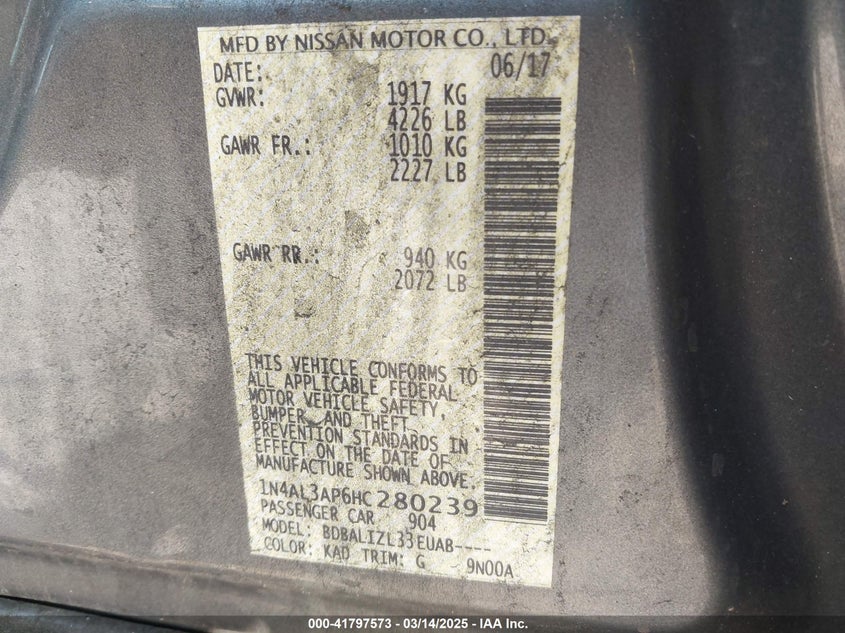 MFD BY NISSAN MOTOR CO., LTD.
DATE: 06/17
GVWR: 1917 KG
4226 LB
GAWR FR.: 1010 KG
2227 LB
GAWR RR.: 940 KG
2072 LB
THIS VEHICLE CONFORMS TO
ALL APPLICABLE FEDERAL
MOTOR VEHICLE SAFETY,
BUMPER, AND THEFT
PREVENTION STANDARDS IN
EFFECT ON THE DATE OF
MANUFACTURE SHOWN ABOVE.
1N4AL3AP6HC280239
PASSENGER CAR 904
MODEL: BDBALIZL33EUAB----
COLOR: KAD TRIM: G 9N00A
000-41797573 - 03/14/2025 - IAA Inc.